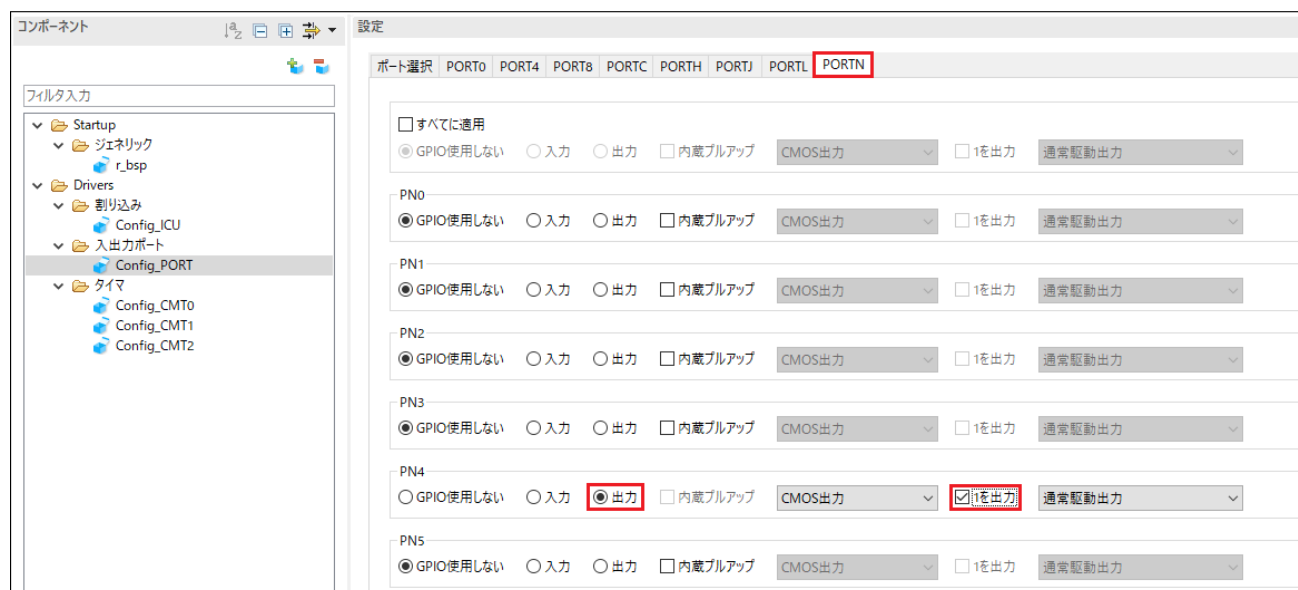 コンポーネント
設定
ポート選択 PORT0 PORT4 PORT8 PORTC PORTH PORTJ PORTL PORTN
フィルタ入力
Startup
ジェネリック
r_bsp
Drivers
割り込み
Config_ICU
入出力ポート
Config_PORT
タイマ
Config_CMT0
Config_CMT1
Config_CMT2
すべてに適用
GPIO使用しない 入力 出力 内蔵プルアップ CMOS出力 1を出力 通常駆動出力
PN0
GPIO使用しない 入力 出力 内蔵プルアップ CMOS出力 1を出力 通常駆動出力
PN1
GPIO使用しない 入力 出力 内蔵プルアップ CMOS出力 1を出力 通常駆動出力
PN2
GPIO使用しない 入力 出力 内蔵プルアップ CMOS出力 1を出力 通常駆動出力
PN3
GPIO使用しない 入力 出力 内蔵プルアップ CMOS出力 1を出力 通常駆動出力
PN4
GPIO使用しない 入力 出力 内蔵プルアップ CMOS出力 1を出力 通常駆動出力
PN5
GPIO使用しない 入力 出力 内蔵プルアップ CMOS出力 1を出力 通常駆動出力